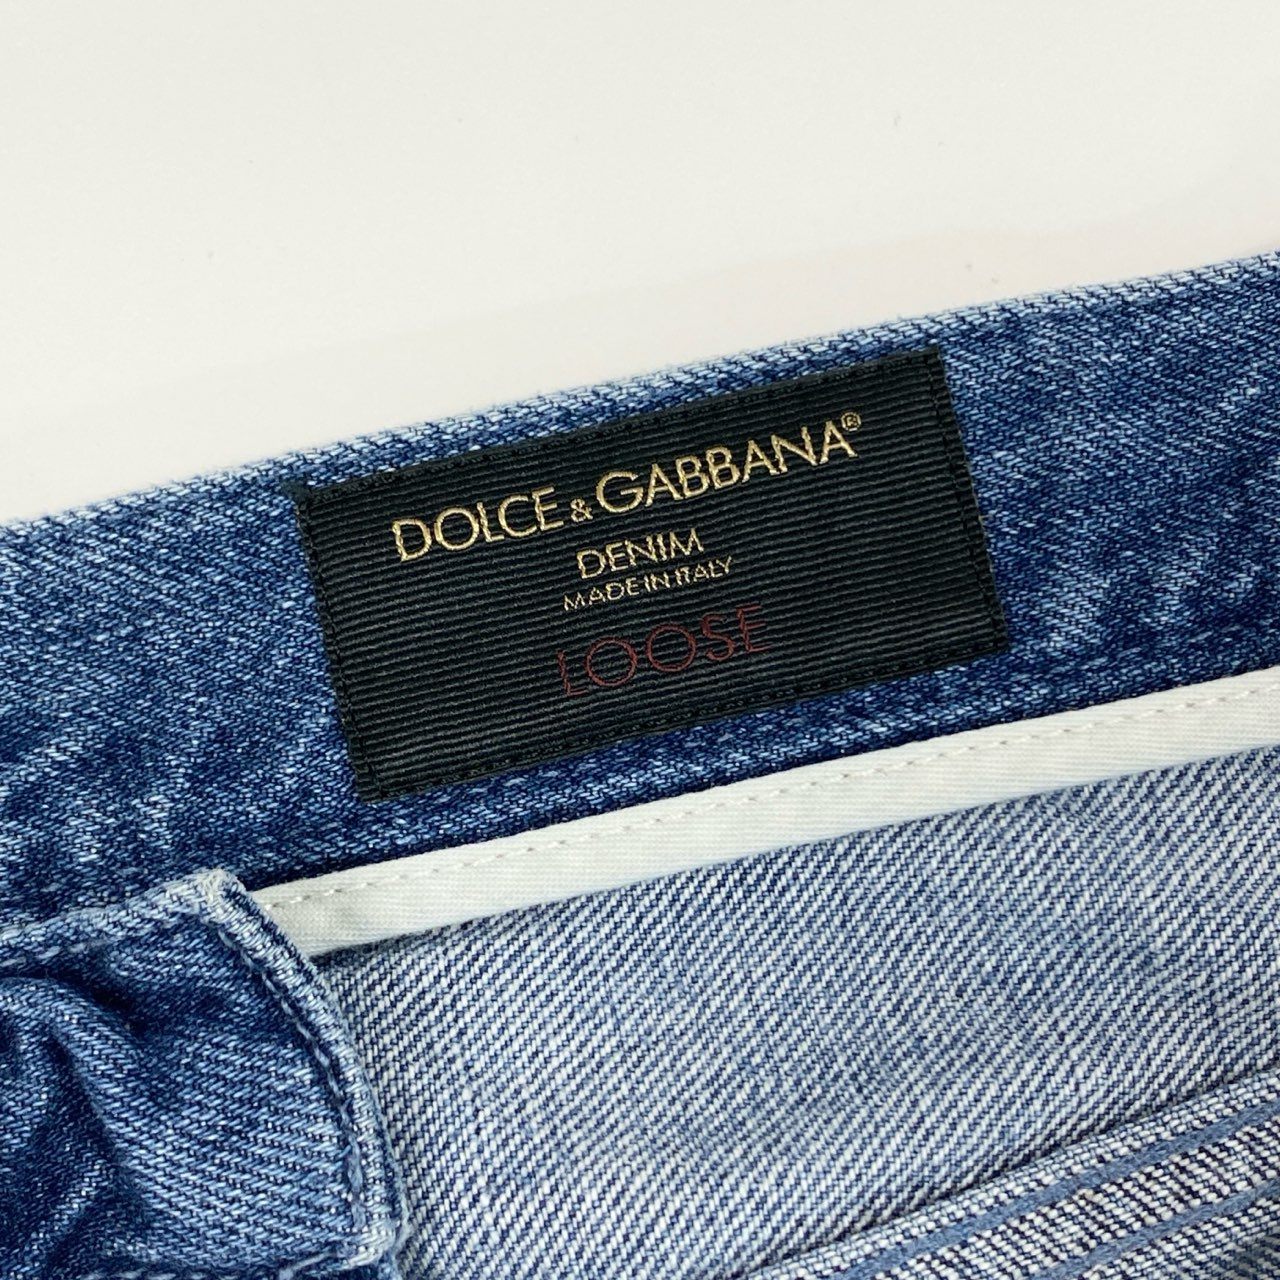 DOLCE & GABBANA®
DENIM
MADE IN ITALY
LOOSE